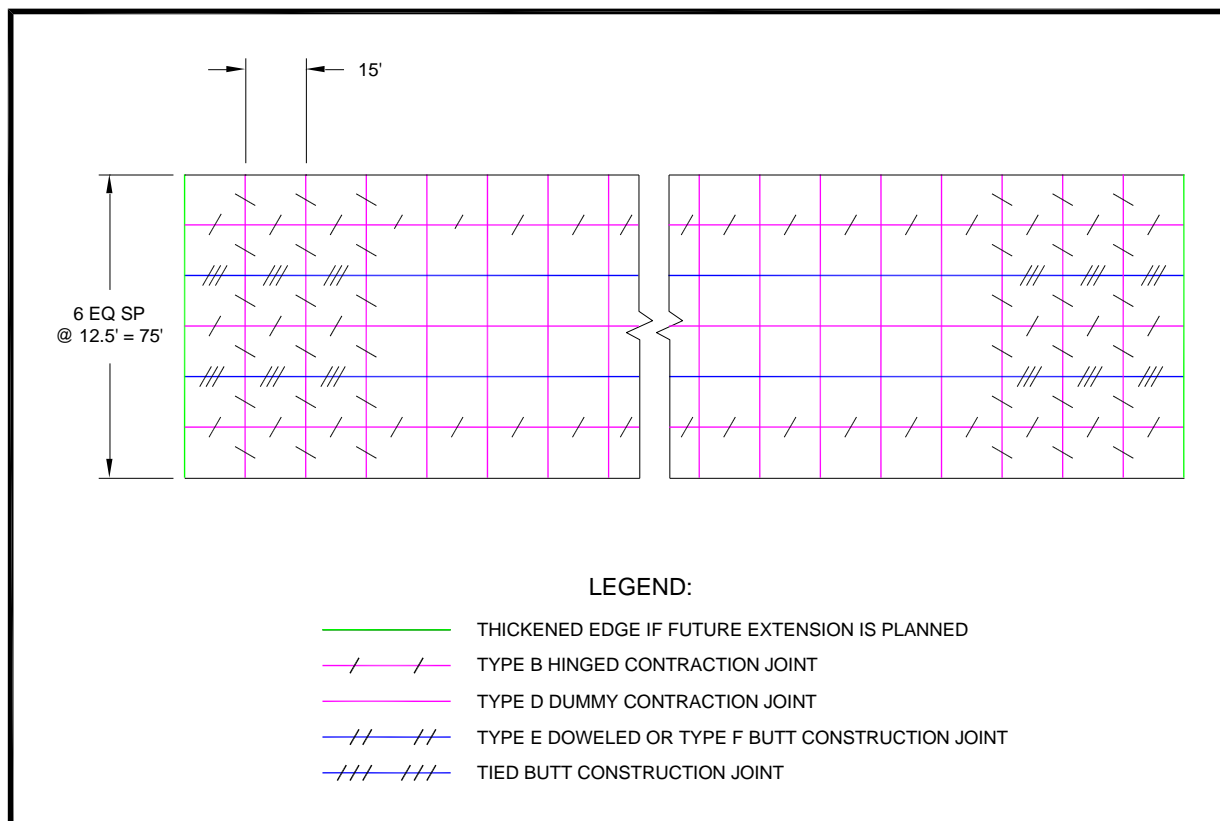 15'
6 EQ SP
@ 12.5' = 75'
LEGEND:
THICKENED EDGE IF FUTURE EXTENSION IS PLANNED
TYPE B HINGED CONTRACTION JOINT
TYPE D DUMMY CONTRACTION JOINT
TYPE E DOWELED OR TYPE F BUTT CONSTRUCTION JOINT
TIED BUTT CONSTRUCTION JOINT